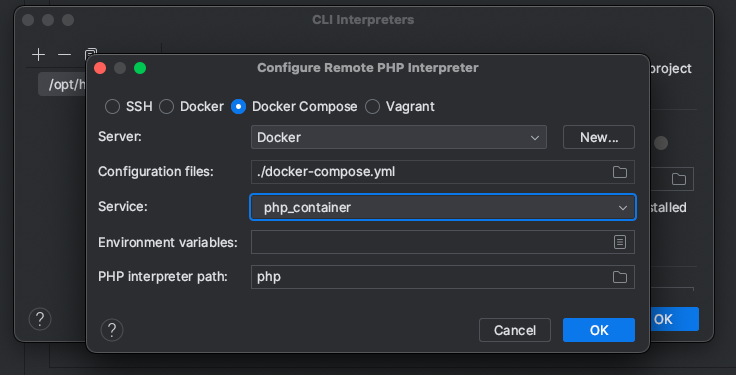 CLI Interpreters
project
/opt/h
Configure Remote PHP Interpreter
SSH Docker Docker Compose Vagrant
Server: Docker New...
Configuration files: ./docker-compose.yml
Service: php_container
stalled
Environment variables:
PHP interpreter path: php
? Cancel OK
? OK